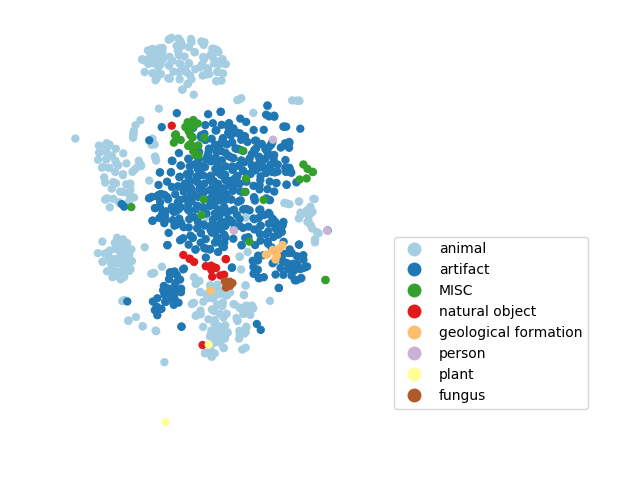 animal
artifact
MISC
natural object
geological formation
person
plant
fungus